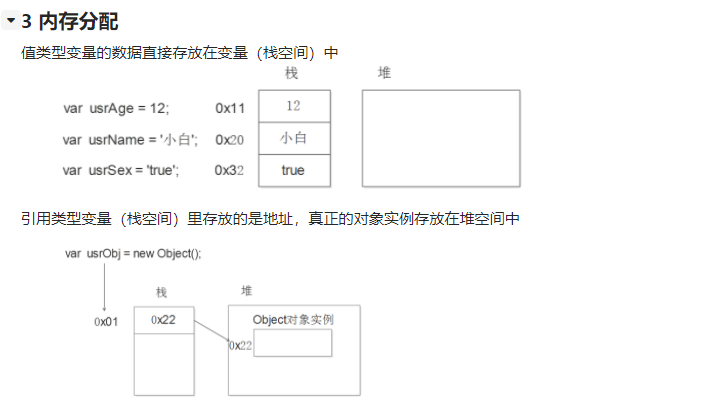 3 内存分配
值类型变量的数据直接存放在变量（栈空间）中
栈 堆
var usrAge = 12; 0x11 12
var usrName = '小白'; 0x20 小白
var usrSex = 'true'; 0x32 true
引用类型变量（栈空间）里存放的是地址，真正的对象实例存放在堆空间中
var usrObj = new Object();
栈 堆
0x01 0x22 Object对象实例
0x22